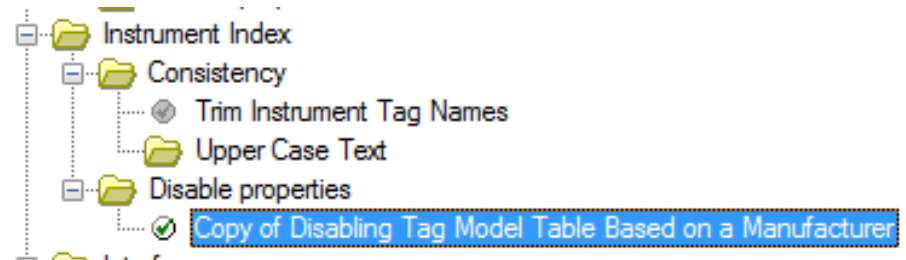 Instrument Index
Consistency
Trim Instrument Tag Names
Upper Case Text
Disable properties
Copy of Disabling Tag Model Table Based on a Manufacturer